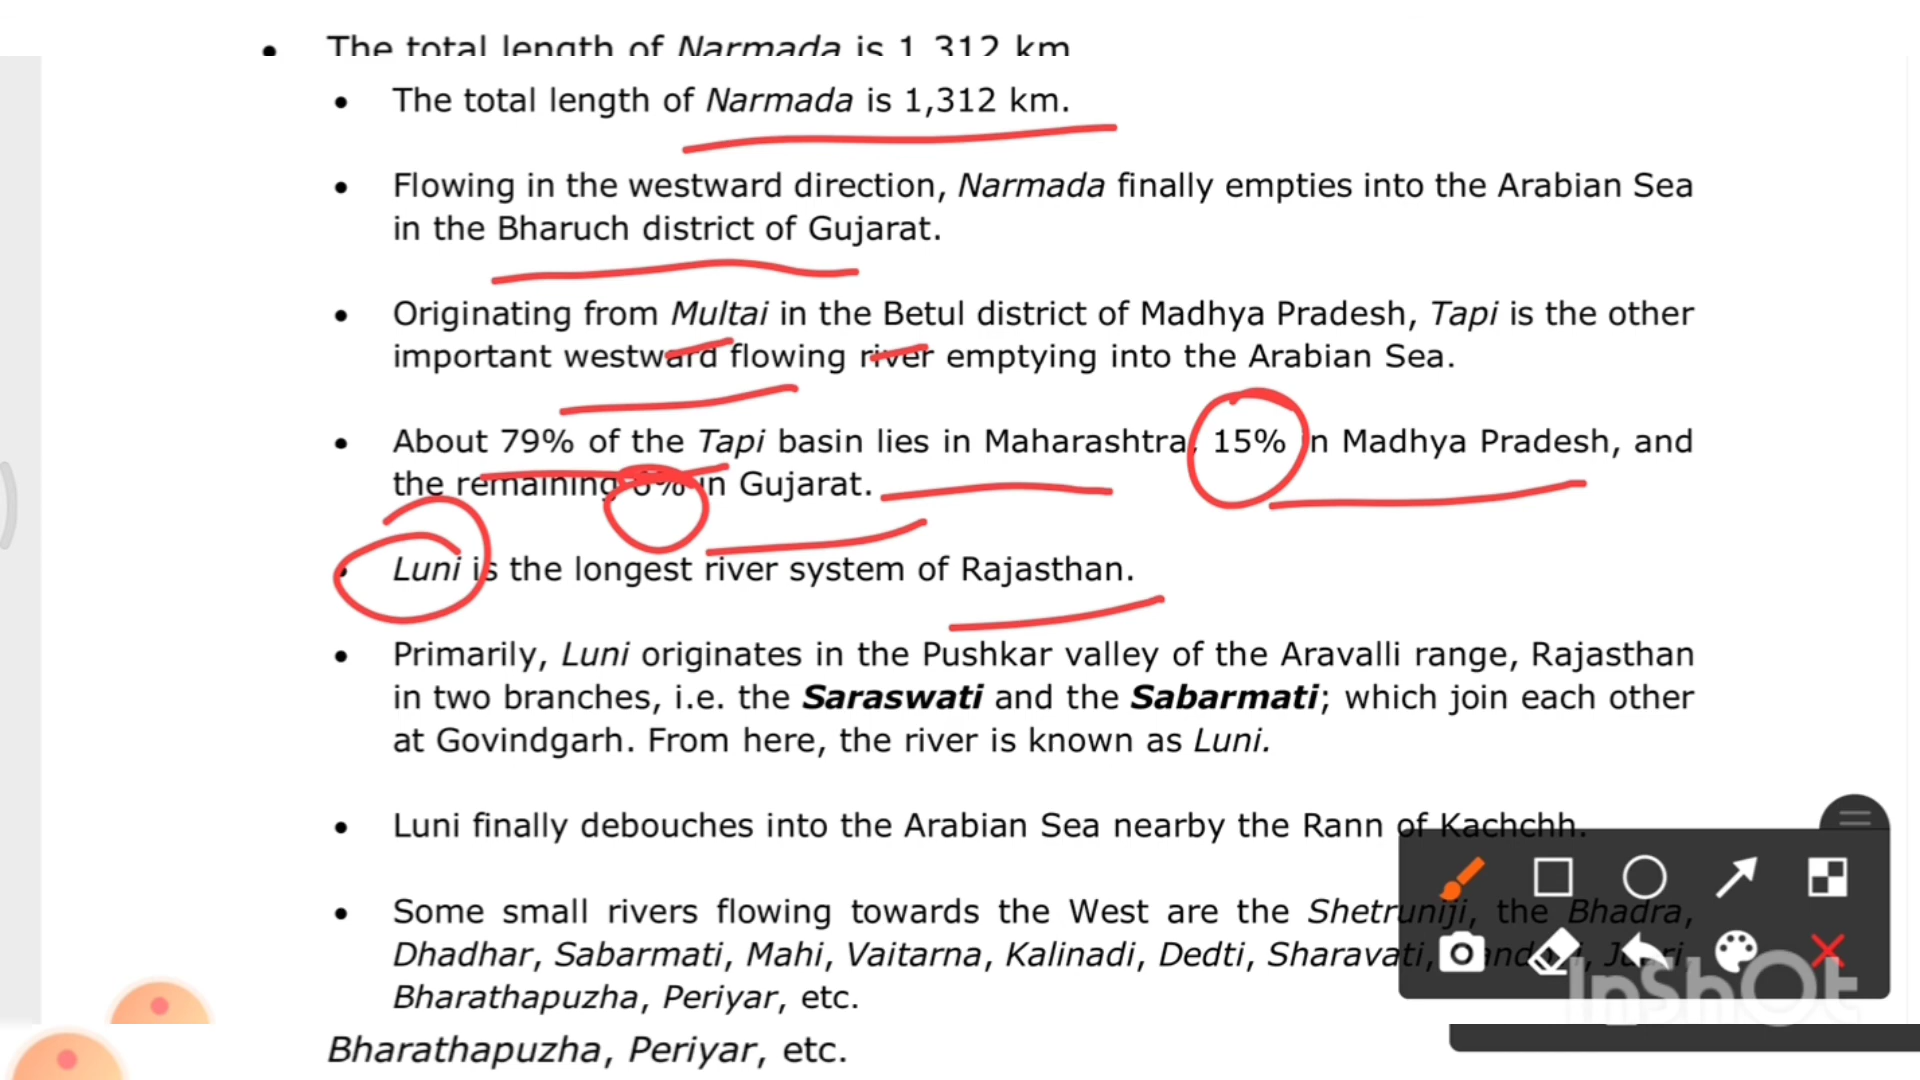 The total length of Narmada is 1,312 km
The total length of Narmada is 1,312 km.
Flowing in the westward direction, Narmada finally empties into the Arabian Sea
in the Bharuch district of Gujarat.
Originating from Multai in the Betul district of Madhya Pradesh, Tapi is the other
important westward flowing river emptying into the Arabian Sea.
About 79% of the Tapi basin lies in Maharashtra, 15% in Madhya Pradesh, and
the remaining 6% in Gujarat.
Luni is the longest river system of Rajasthan.
Primarily, Luni originates in the Pushkar valley of the Aravalli range, Rajasthan
in two branches, i.e. the Saraswati and the Sabarmati; which join each other
at Govindgarh. From here, the river is known as Luni.
Luni finally debouches into the Arabian Sea nearby the Rann of Kachchh.
Some small rivers flowing towards the West are the Shetruniji, the Bhadra,
Dhadhar, Sabarmati, Mahi, Vaitarna, Kalinadi, Dedti, Sharavati,
Bharathapuzha, Periyar, etc.
InShOt
Bharathapuzha, Periyar, etc.